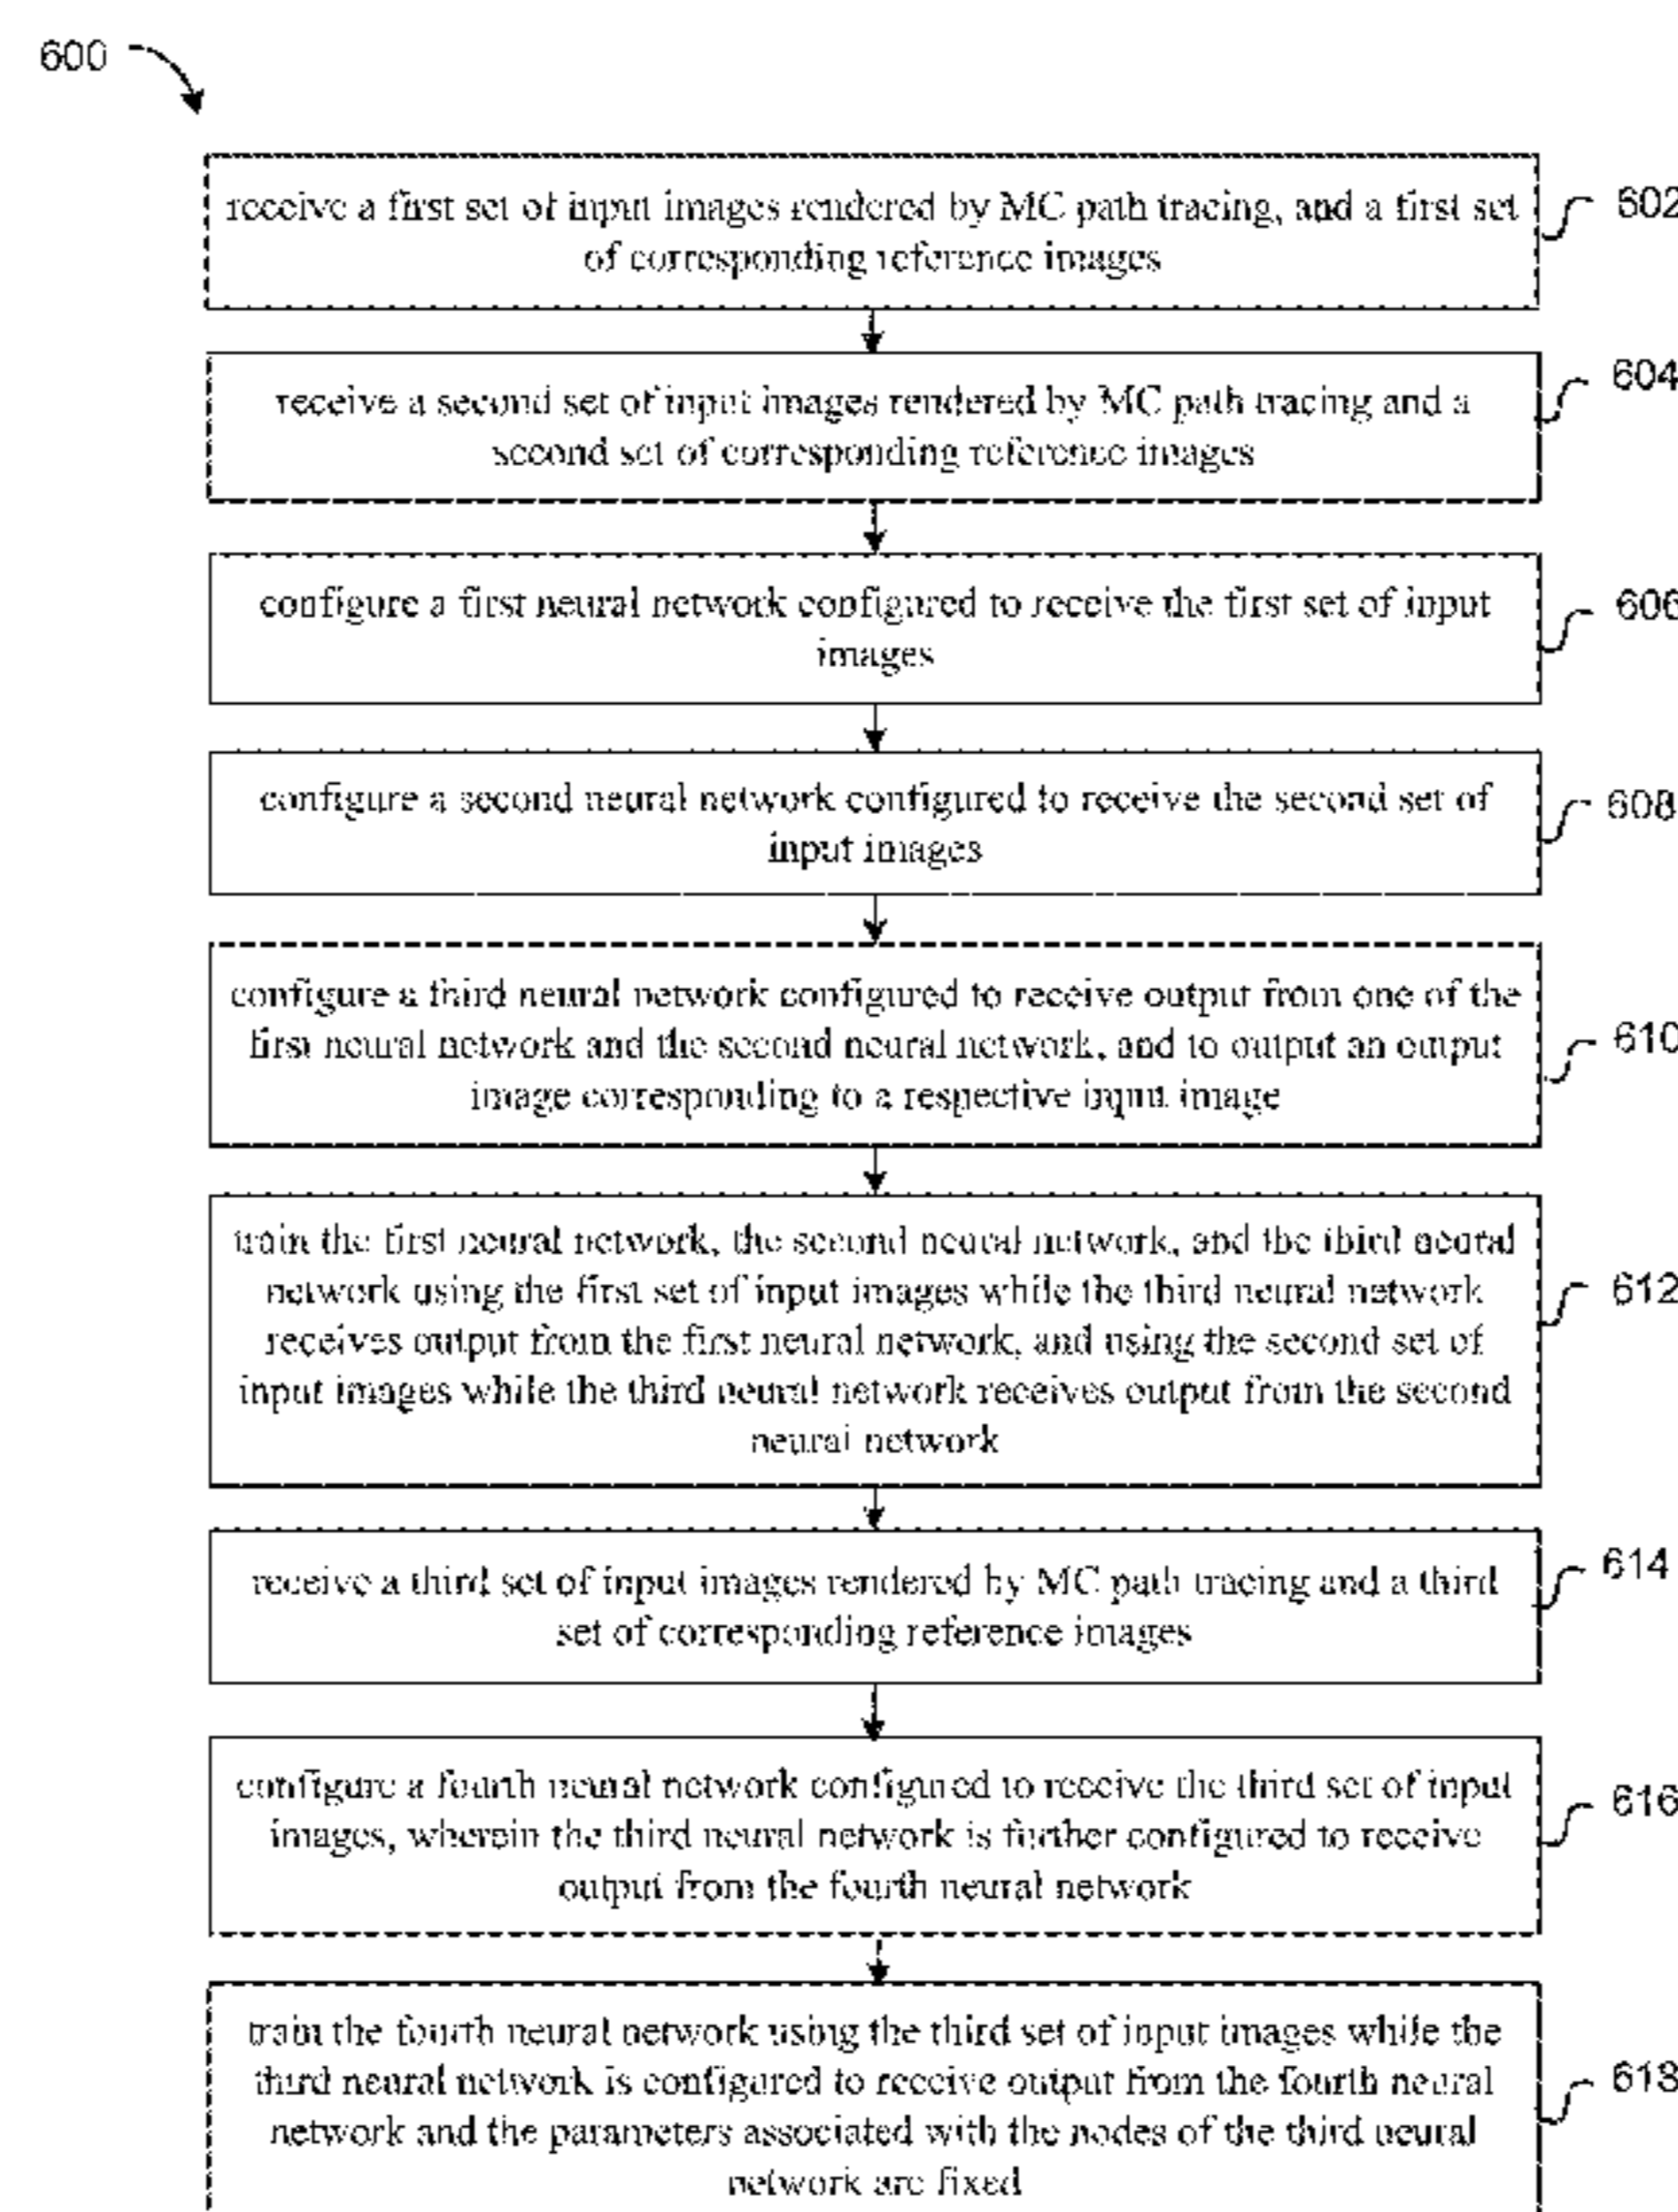 600
receive a first set of input images rendered by MC path tracing, and a first set
of corresponding reference images
602
receive a second set of input images rendered by MC path tracing and a
second set of corresponding reference images
604
configure a first neural network configured to receive the first set of input
images
606
configure a second neural network configured to receive the second set of
input images
608
configure a third neural network configured to receive output from one of the
first neural network and the second neural network, and to output an output
image corresponding to a respective input image
610
train the first neural network, the second neural network, and the third neural
network using the first set of input images while the third neural network
receives output from the first neural network, and using the second set of
input images while the third neural network receives output from the second
neural network
612
receive a third set of input images rendered by MC path tracing and a third
set of corresponding reference images
614
configure a fourth neural network configured to receive the third set of input
images, wherein the third neural network is further configured to receive
output from the fourth neural network
616
train the fourth neural network using the third set of input images while the
third neural network is configured to receive output from the fourth neural
network and the parameters associated with the nodes of the third neural
network are fixed
618